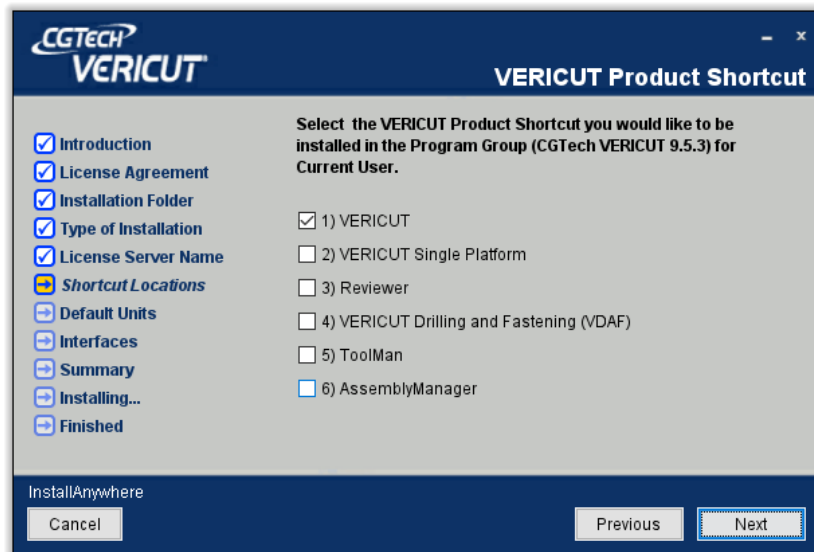 CGTECH
VERICUT
VERICUT Product Shortcut
Introduction
License Agreement
Installation Folder
Type of Installation
License Server Name
Shortcut Locations
Default Units
Interfaces
Summary
Installing...
Finished
Select the VERICUT Product Shortcut you would like to be
installed in the Program Group (CGTech VERICUT 9.5.3) for
Current User.
1) VERICUT
2) VERICUT Single Platform
3) Reviewer
4) VERICUT Drilling and Fastening (VDAF)
5) ToolMan
6) AssemblyManager
InstallAnywhere
Cancel
Previous
Next